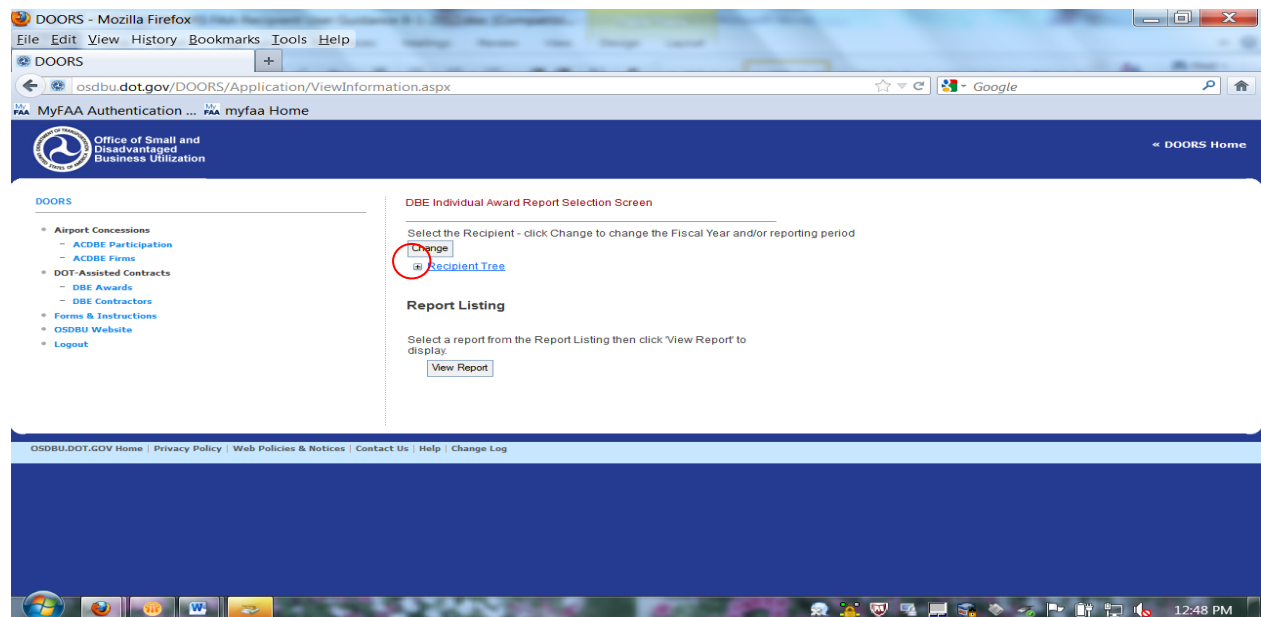 DOORS - Mozilla Firefox
File Edit View History Bookmarks Tools Help
DOORS +
osdbu.dot.gov/DOORS/Application/ViewInformation.aspx
Google
MyFAA Authentication ... myfaa Home
Office of Small and
Disadvantaged
Business Utilization
« DOORS Home
DOORS
Airport Concessions
- ACDBE Participation
- ACDBE Firms
DOT-Assisted Contracts
- DBE Awards
- DBE Contractors
Forms & Instructions
OSDBU Website
Logout
DBE Individual Award Report Selection Screen
Select the Recipient - click Change to change the Fiscal Year and/or reporting period
Change
Recipient Tree
Report Listing
Select a report from the Report Listing then click 'View Report' to
display.
View Report
OSDBU.DOT.GOV Home | Privacy Policy | Web Policies & Notices | Contact Us | Help | Change Log
12:48 PM